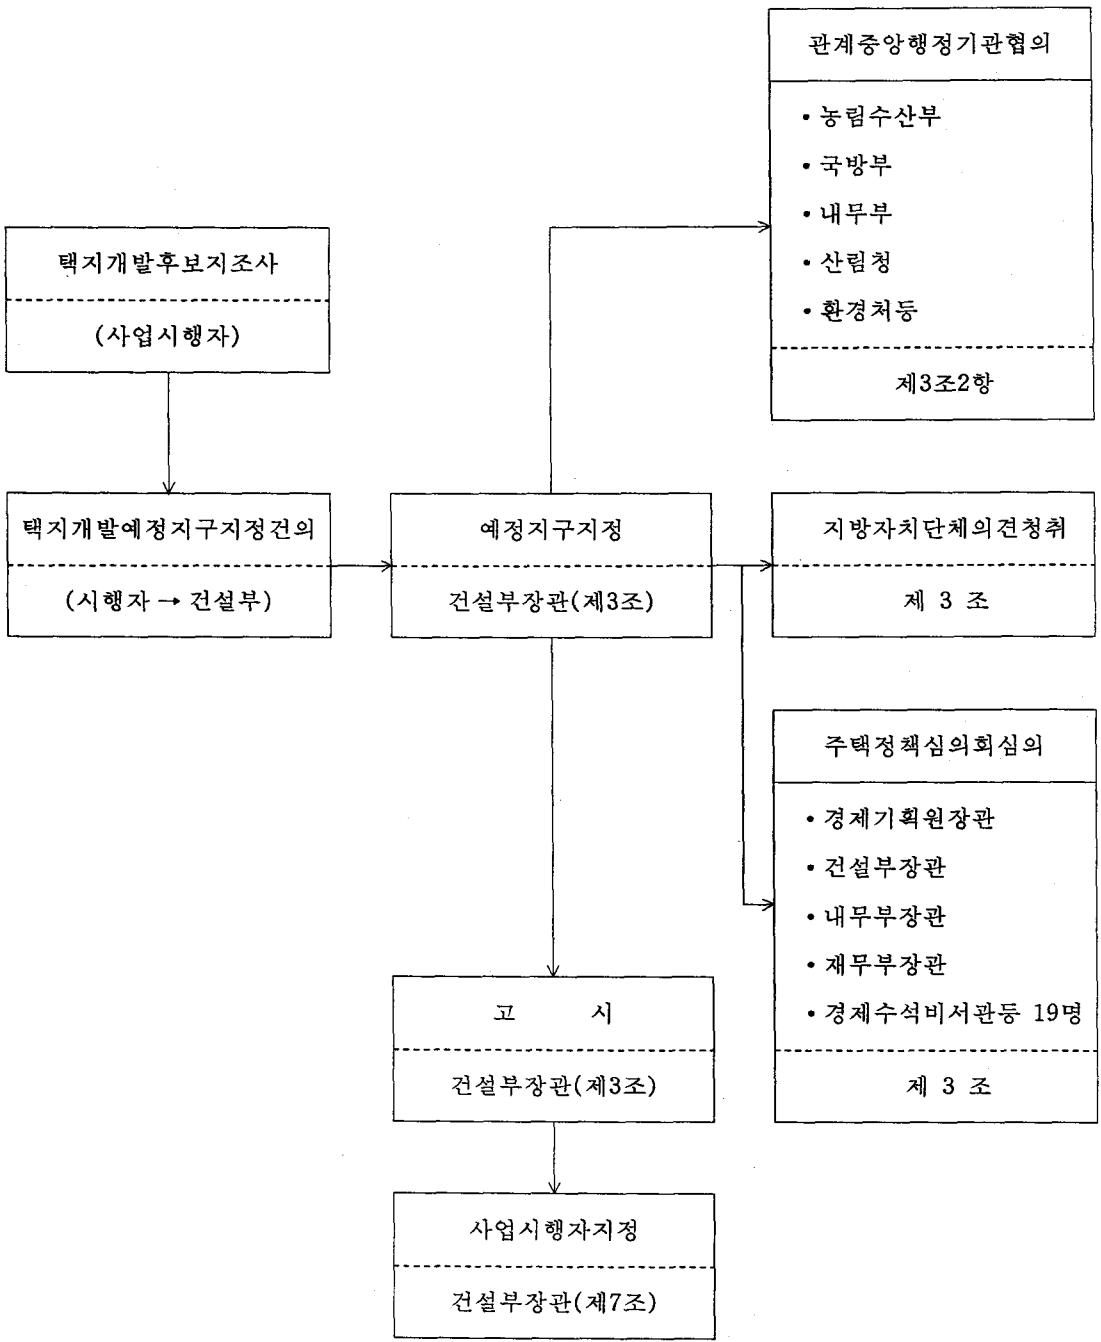 관계중앙행정기관협의
• 농림수산부
• 국방부
• 내무부
• 산림청
• 환경처등
제3조2항
택지개발후보지조사
(사업시행자)
택지개발예정지구지정건의
(시행자 → 건설부)
예정지구지정
건설부장관(제3조)
지방자치단체의견청취
제 3 조
주택정책심의회심의
• 경제기획원장관
• 건설부장관
• 내무부장관
• 재무부장관
• 경제수석비서관등 19명
제 3 조
고 시
건설부장관(제3조)
사업시행자지정
건설부장관(제7조)